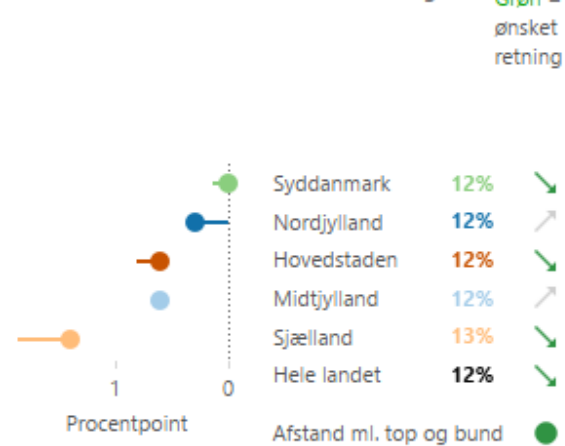 ønsket
retning
Syddanmark 12%
Nordjylland 12%
Hovedstaden 12%
Midtjylland 12%
Sjælland 13%
Hele landet 12%
1 0
Procentpoint
Afstand ml. top og bund